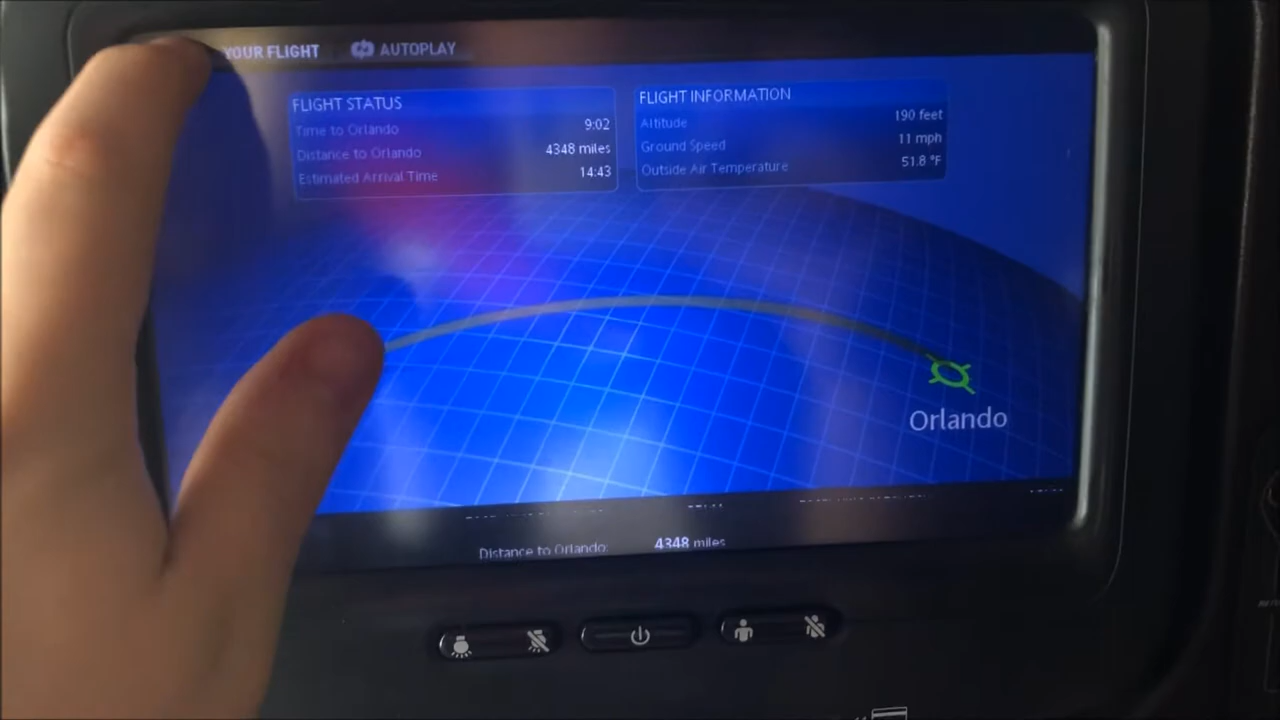 YOUR FLIGHT AUTOPLAY
FLIGHT STATUS
Time to Orlando 9:02
Distance to Orlando 4348 miles
Estimated Arrival Time 14:43
FLIGHT INFORMATION
Altitude 190 feet
Ground Speed 11 mph
Outside Air Temperature 51.8 °F
Orlando
Distance to Orlando: 4348 miles